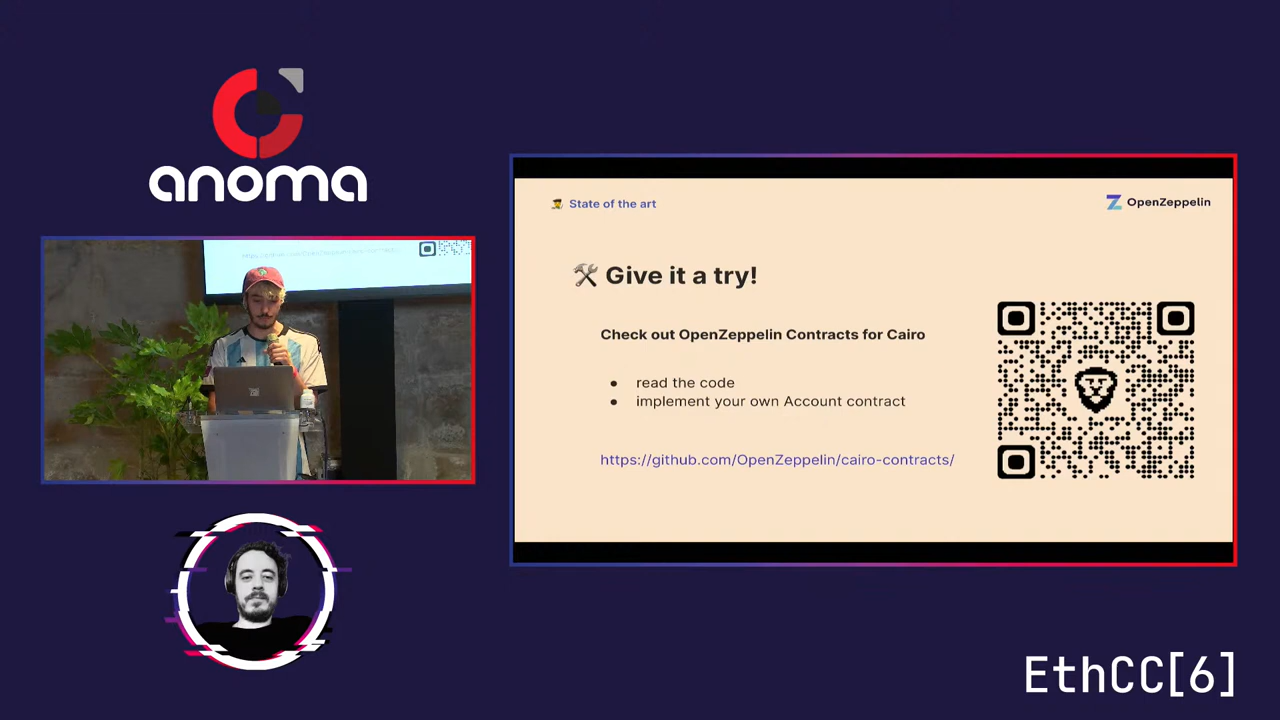 anoma
State of the art
OpenZeppelin
Give it a try!
Check out OpenZeppelin Contracts for Cairo
● read the code
● implement your own Account contract
https://github.com/OpenZeppelin/cairo-contracts/
EthCC[6]